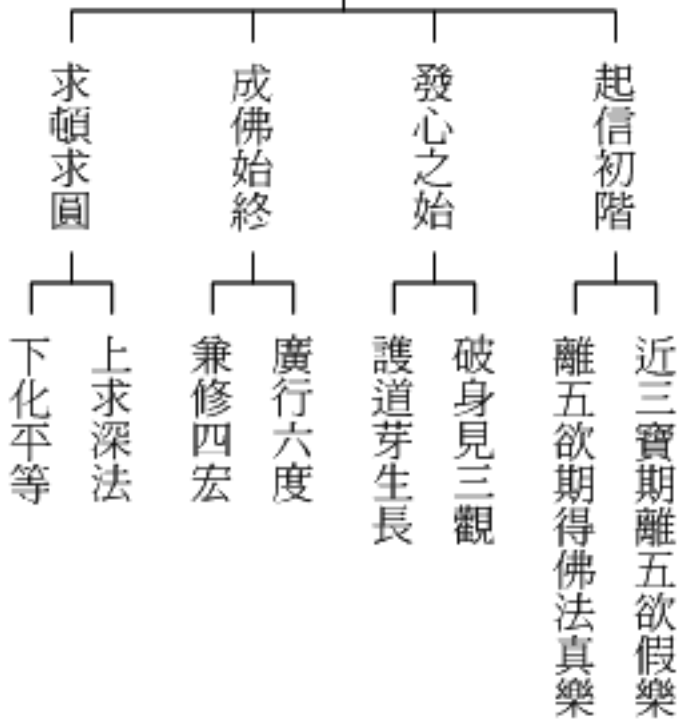 起信初階
近三寶期離五欲假樂
離五欲期得佛法真樂
發心之始
破身見三觀
護道芽生長
成佛始終
廣行六度
兼修四宏
求頓求圓
上求深法
下化平等